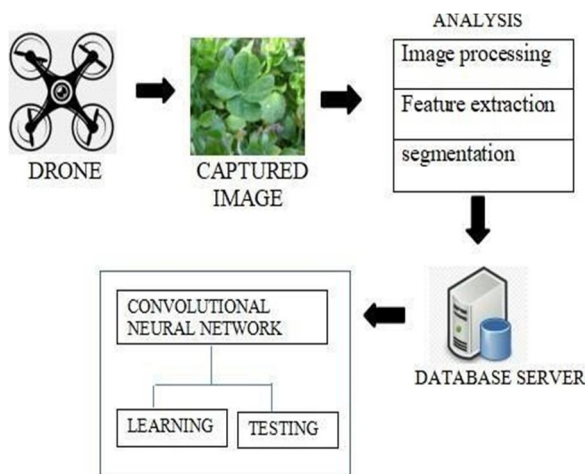 DRONE
CAPTURED
IMAGE
ANALYSIS
Image processing
Feature extraction
segmentation
DATABASE SERVER
CONVOLUTIONAL
NEURAL NETWORK
LEARNING
TESTING